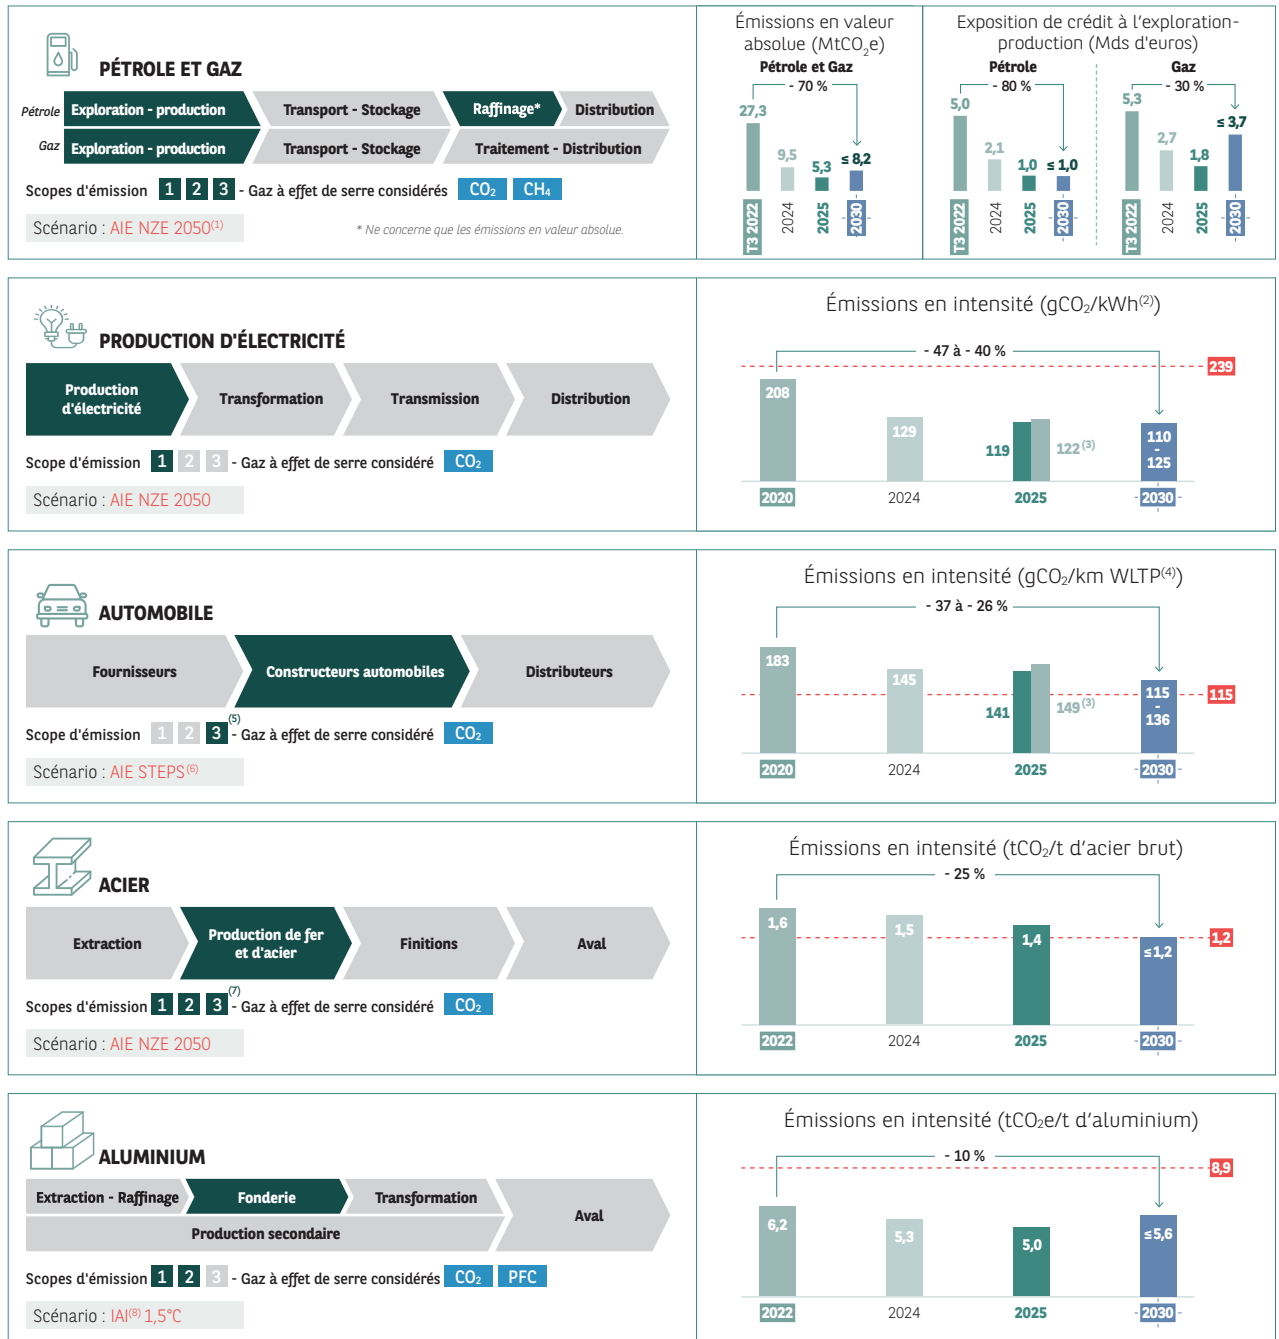 PÉTROLE ET GAZ
Pétrole
Exploration - production
Transport - Stockage
Raffinage*
Distribution
Gaz
Exploration - production
Transport - Stockage
Traitement - Distribution
Scopes d'émission 1 2 3 - Gaz à effet de serre considérés CO₂ CH₄
Scénario : AIE NZE 2050(1)
* Ne concerne que les émissions en valeur absolue.
Émissions en valeur
absolue (MtCO₂e)
Pétrole et Gaz
- 70 %
27,3
9,5
5,3
≤ 8,2
T3 2022
2024
2025
2030
Exposition de crédit à l'exploration-
production (Mds d'euros)
Pétrole
- 80 %
5,0
2,1
1,0
≤ 1,0
T3 2022
2024
2025
2030
Gaz
- 30 %
5,3
2,7
1,8
≤ 3,7
T3 2022
2024
2025
2030
PRODUCTION D'ÉLECTRICITÉ
Production
d'électricité
Transformation
Transmission
Distribution
Scope d'émission 1 2 3 - Gaz à effet de serre considéré CO₂
Scénario : AIE NZE 2050
Émissions en intensité (gCO₂/kWh(2))
- 47 à - 40 %
239
208
129
119
122(3)
110
-
125
2020
2024
2025
2030
AUTOMOBILE
Fournisseurs
Constructeurs automobiles
Distributeurs
Scope d'émission 1 2 3(5) - Gaz à effet de serre considéré CO₂
Scénario : AIE STEPS(6)
Émissions en intensité (gCO₂/km WLTP(4))
- 37 à - 26 %
183
145
141
149(3)
115
-
136
115
2020
2024
2025
2030
ACIER
Extraction
Production de fer
et d'acier
Finitions
Aval
Scopes d'émission 1 2 3(7) - Gaz à effet de serre considéré CO₂
Scénario : AIE NZE 2050
Émissions en intensité (tCO₂/t d'acier brut)
- 25 %
1,6
1,5
1,4
≤1,2
1,2
2022
2024
2025
2030
ALUMINIUM
Extraction - Raffinage
Fonderie
Transformation
Aval
Production secondaire
Scopes d'émission 1 2 3 - Gaz à effet de serre considérés CO₂ PFC
Scénario : IAI(8) 1,5°C
Émissions en intensité (tCO₂e/t d'aluminium)
- 10 %
8,9
6,2
5,3
5,0
≤5,6
2022
2024
2025
2030